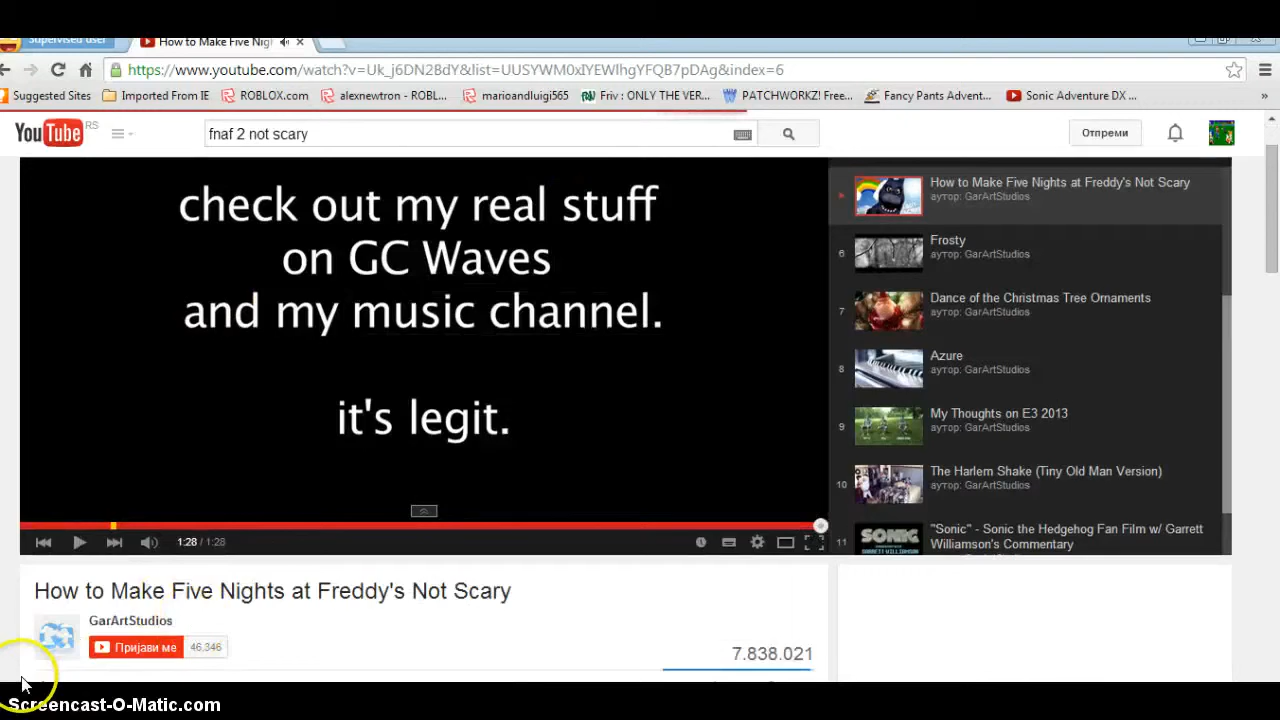 Supervised user
How to Make Five Nigh
https://www.youtube.com/watch?v=Uk_j6DN2BdY&list=UUSYWM0xIYEWlhgYFQB7pDAg&index=6
Suggested Sites
Imported From IE
ROBLOX.com
alexnewtron - ROBL...
marioandluigi565
Friv : ONLY THE VER...
PATCHWORKZ! Free...
Fancy Pants Advent...
Sonic Adventure DX ...
»
YouTube RS
fnaf 2 not scary
Отпреми
check out my real stuff
on GC Waves
and my music channel.
it's legit.
1:28 / 1:28
How to Make Five Nights at Freddy's Not Scary
аутор: GarArtStudios
6
Frosty
аутор: GarArtStudios
7
Dance of the Christmas Tree Ornaments
аутор: GarArtStudios
8
Azure
аутор: GarArtStudios
9
My Thoughts on E3 2013
аутор: GarArtStudios
10
The Harlem Shake (Tiny Old Man Version)
аутор: GarArtStudios
11
SONIC
"Sonic" - Sonic the Hedgehog Fan Film w/ Garrett
Williamson's Commentary
How to Make Five Nights at Freddy's Not Scary
GarArtStudios
Пријави ме 46.346
7.838.021
Screencast-O-Matic.com